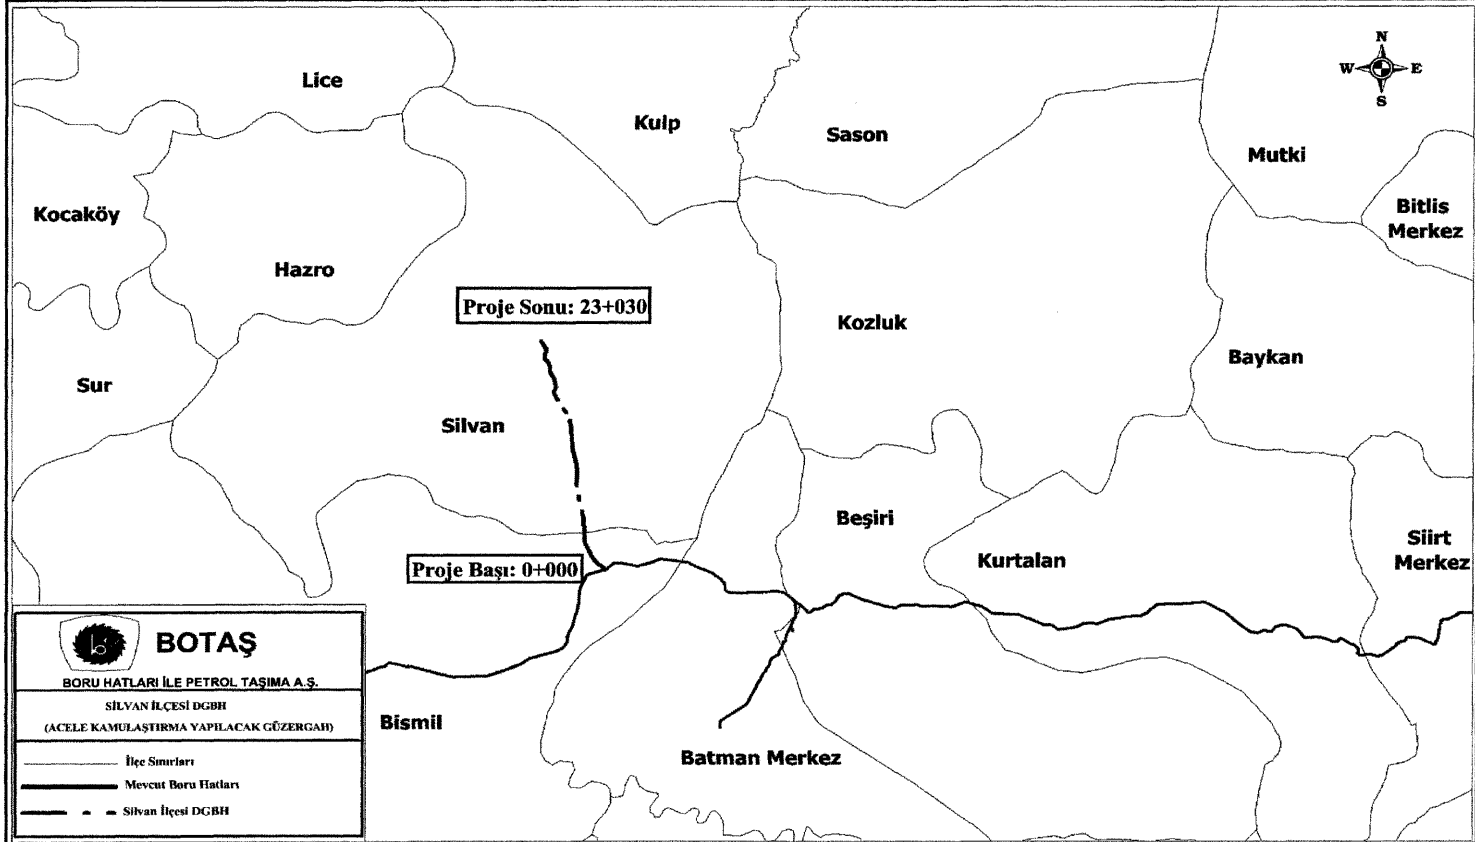 N
W E
S
Lice
Kulp
Sason
Mutki
Kocaköy
Bitlis
Merkez
Hazro
Proje Sonu: 23+030
Kozluk
Baykan
Sur
Silvan
Beşiri
Kurtalan
Siirt
Merkez
Proje Başı: 0+000
BOTAŞ
BORU HATLARI İLE PETROL TAŞIMA A.Ş.
SİLVAN İLÇESİ DGBH
(ACELE KAMULAŞTIRMA YAPILACAK GÜZERGAH)
İlçe Sınırları
Mevcut Boru Hatları
Silvan İlçesi DGBH
Bismil
Batman Merkez